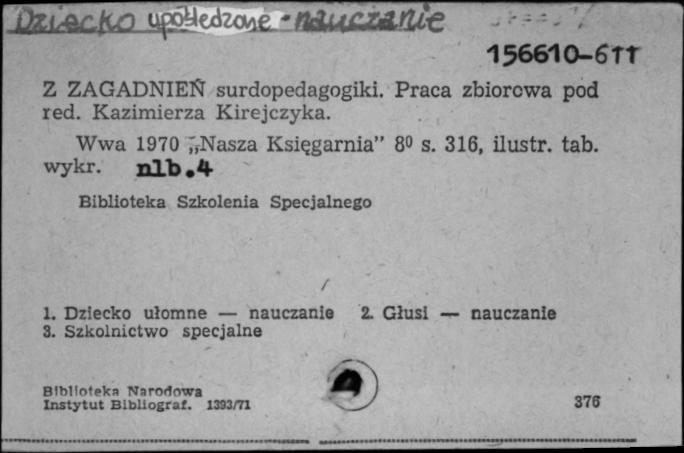 Dziecko upośledzone - nauczanie
156610-611
Z ZAGADNIEŃ surdopedagogiki. Praca zbiorowa pod
red. Kazimierza Kirejczyka.
Wwa 1970 „Nasza Księgarnia” 8⁰ s. 316, ilustr. tab.
wykr. nlb.4
Biblioteka Szkolenia Specjalnego
1. Dziecko ułomne — nauczanie 2. Głusi — nauczanie
3. Szkolnictwo specjalne
Biblioteka Narodowa
Instytut Bibliograf. 1393/71
376